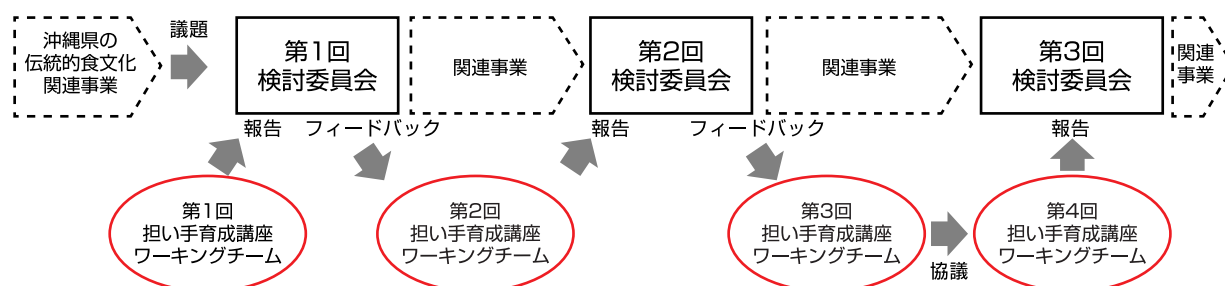 沖縄県の
伝統的食文化
関連事業
議題
第1回
検討委員会
関連事業
第2回
検討委員会
関連事業
第3回
検討委員会
関連
事業
報告
フィードバック
報告
フィードバック
報告
第1回
担い手育成講座
ワーキングチーム
第2回
担い手育成講座
ワーキングチーム
第3回
担い手育成講座
ワーキングチーム
協議
第4回
担い手育成講座
ワーキングチーム